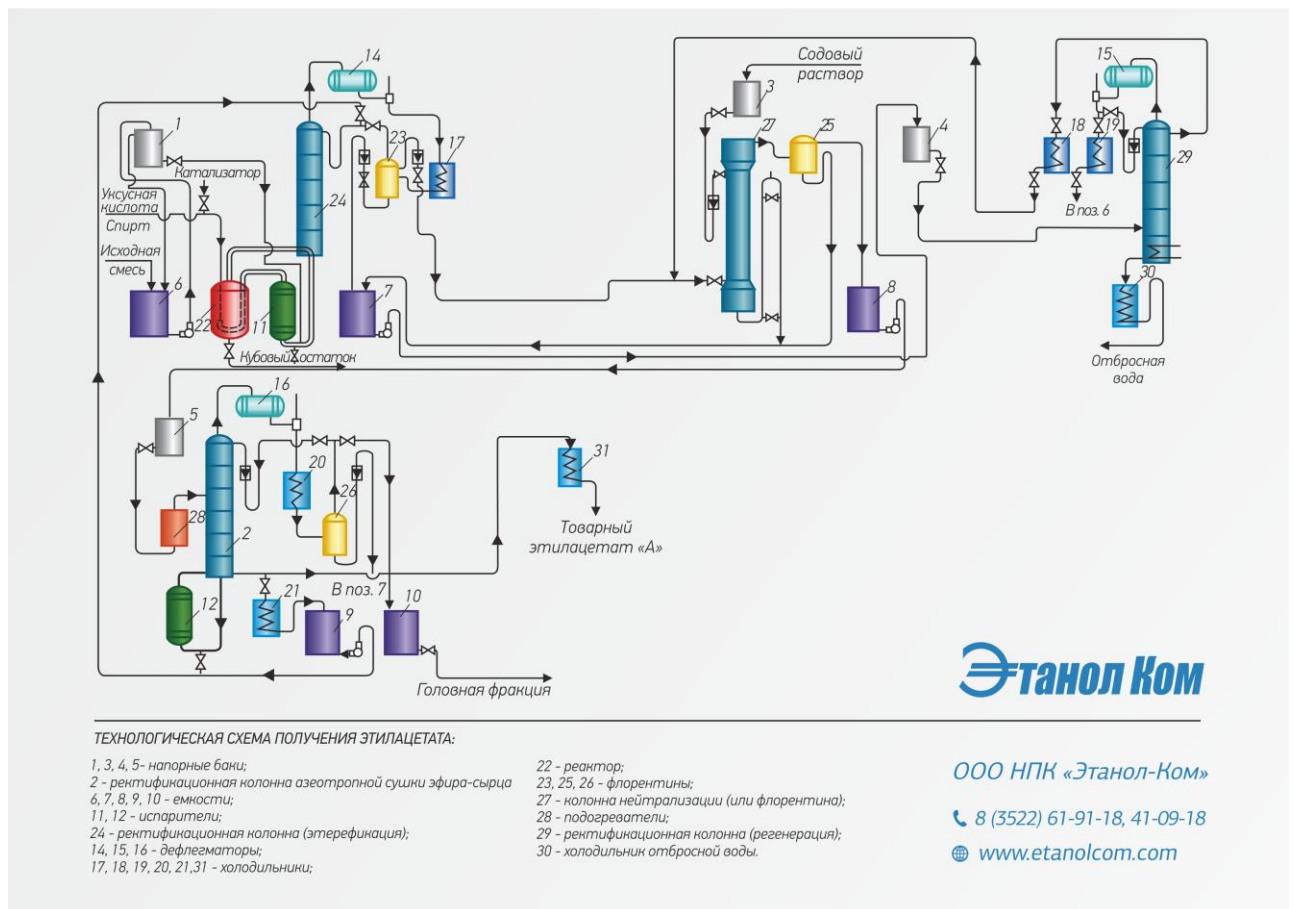 14
Содовый
раствор
15
1
3
27
25
4
18
19
29
23
17
Катализатор
Уксусная
кислота
24
Спирт
В поз. 6
Исходная
смесь
6
22
11
7
8
30
Кубовый остаток
Отбросная
вода
16
5
20
31
26
28
2
Товарный
этилацетат «А»
В поз. 7
12
21
9
10
Головная фракция
Этанол Ком
ТЕХНОЛОГИЧЕСКАЯ СХЕМА ПОЛУЧЕНИЯ ЭТИЛАЦЕТАТА:
1, 3, 4, 5- напорные баки;
2 - ректификационная колонна азеотропной сушки эфира-сырца
6, 7, 8, 9, 10 - емкости;
11, 12 - испарители;
24 - ректификационная колонна (этерефикация);
14, 15, 16 - дефлегматоры;
17, 18, 19, 20, 21,31 - холодильники;
22 - реактор;
23, 25, 26 - флорентины;
27 - колонна нейтрализации (или флорентина);
28 - подогреватели;
29 - ректификационная колонна (регенерация);
30 - холодильник отбросной воды.
ООО НПК «Этанол-Ком»
8 (3522) 61-91-18, 41-09-18
www.etanolcom.com